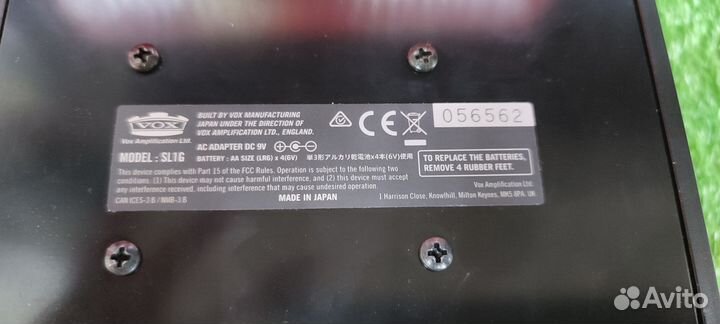 VOX
Vox Amplification Ltd.
MODEL : SL1G
BUILT BY VOX MANUFACTURING
JAPAN UNDER THE DIRECTION OF
VOX AMPLIFICATION LTD., ENGLAND.
AC ADAPTER DC 9V
BATTERY : AA SIZE (LR6) x 4(6V) 単3形アルカリ乾電池x4本(6V)使用
CE
056562
TO REPLACE THE BATTERIES,
REMOVE 4 RUBBER FEET.
This device complies with Part 15 of the FCC Rules. Operation is subject to the following two
conditions: (1) This device may not cause harmful interference, and (2) this device must accept
any interference received, including interference that may cause undesired operation.
CAN ICES-3 B / NMB-3 B
MADE IN JAPAN
Vox Amplification Ltd.
1 Harrison Close, Knowlhill, Milton Keynes, MK5 8PA. UK
Avito